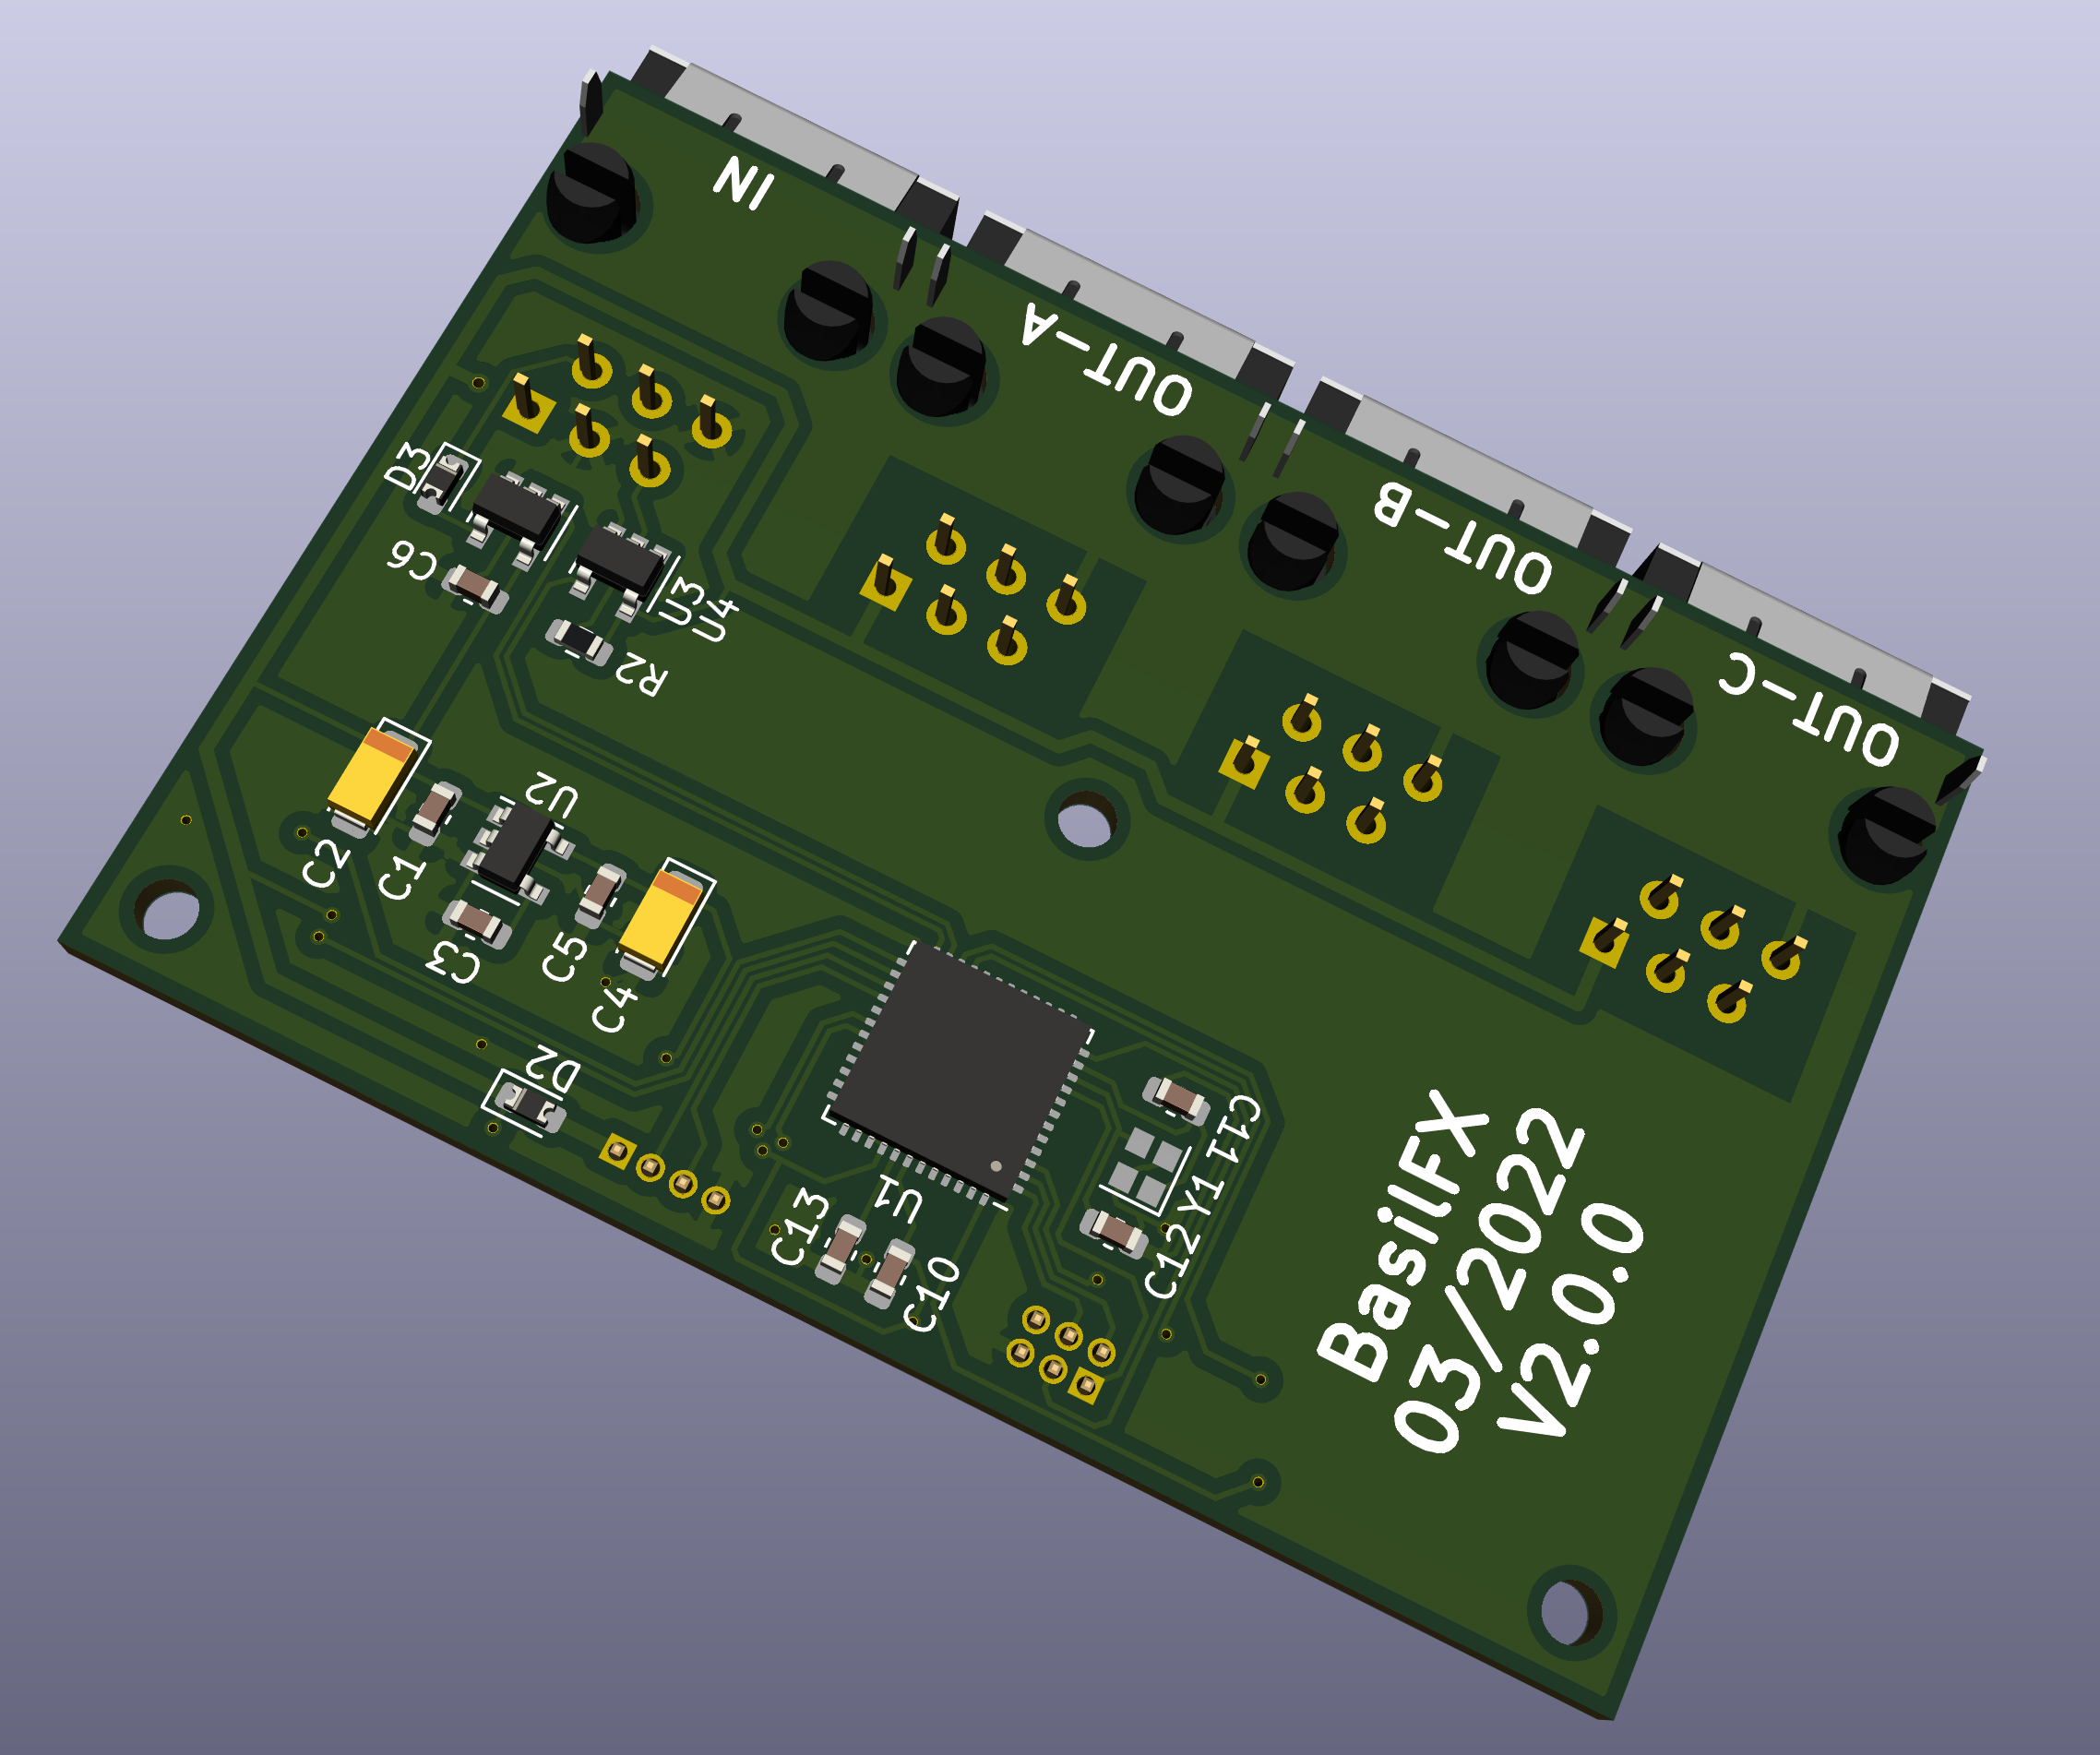 IN
OUT-A
OUT-B
OUT-C
D3
C6
U3
U4
R2
U2
C2
C1
C3
C5
C4
D2
U1
C13
C10
C11
Y1
C12
BasilFX
03/2022
V2.0.0